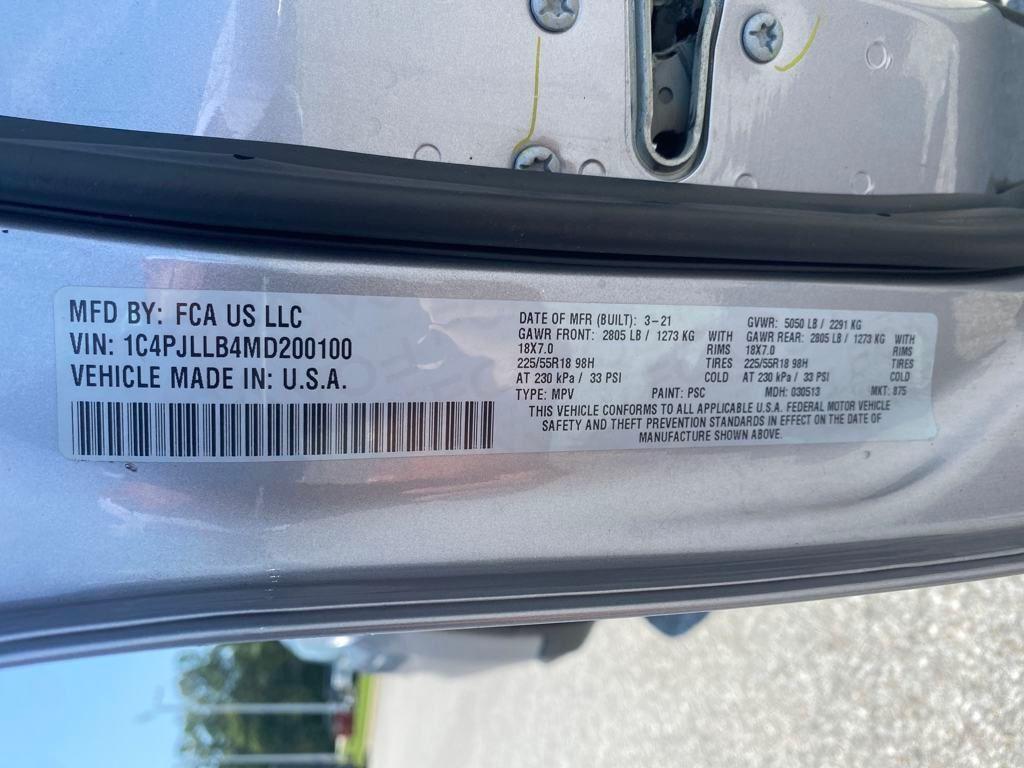 MFD BY: FCA US LLC
VIN: 1C4PJLLB4MD200100
VEHICLE MADE IN: U.S.A.
DATE OF MFR (BUILT): 3-21 GVWR: 5050 LB / 2291 KG
GAWR FRONT: 2805 LB / 1273 KG WITH GAWR REAR: 2805 LB / 1273 KG WITH
18X7.0 RIMS 18X7.0 RIMS
225/55R18 98H TIRES 225/55R18 98H TIRES
AT 230 kPa / 33 PSI COLD AT 230 kPa / 33 PSI COLD
TYPE: MPV PAINT: PSC MDH: 030513 MKT: 875
THIS VEHICLE CONFORMS TO ALL APPLICABLE U.S.A. FEDERAL MOTOR VEHICLE
SAFETY AND THEFT PREVENTION STANDARDS IN EFFECT ON THE DATE OF
MANUFACTURE SHOWN ABOVE.